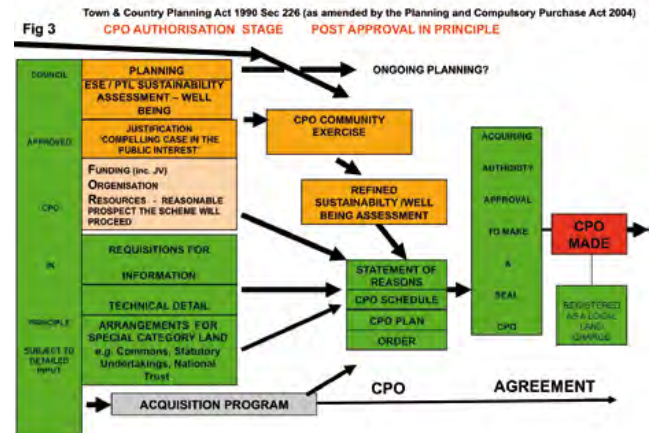 Town & Country Planning Act 1990 Sec 226 (as amended by the Planning and Compulsory Purchase Act 2004)
Fig 3
CPO AUTHORISATION STAGE
POST APPROVAL IN PRINCIPLE
COUNCIL
APPROVED
CPO
IN
PRINCIPLE
SUBJECT TO
DETAILED
INPUT
PLANNING
ESE / PTL SUSTAINABILITY
ASSESSMENT – WELL
BEING
JUSTIFICATION
'COMPELLING CASE IN THE
PUBLIC INTEREST'
FUNDING (inc. JV)
ORGANISATION
RESOURCES - REASONABLE
PROSPECT THE SCHEME WILL
PROCEED
REQUISITIONS FOR
INFORMATION
TECHNICAL DETAIL
ARRANGEMENTS FOR
SPECIAL CATEGORY LAND
e.g. Commons, Statutory
Undertakings, National
Trust
ACQUISITION PROGRAM
ONGOING PLANNING?
CPO COMMUNITY
EXERCISE
REFINED
SUSTAINABILTY /WELL
BEING ASSESSMENT
STATEMENT OF
REASONS
CPO SCHEDULE
CPO PLAN
ORDER
ACQUIRING
AUTHOIDTY
APPROVAL
TO MAKE
&
SEAL
CPO
CPO
MADE
REGISTERED
AS A LOCAL
LAND
CHARGE
CPO
AGREEMENT